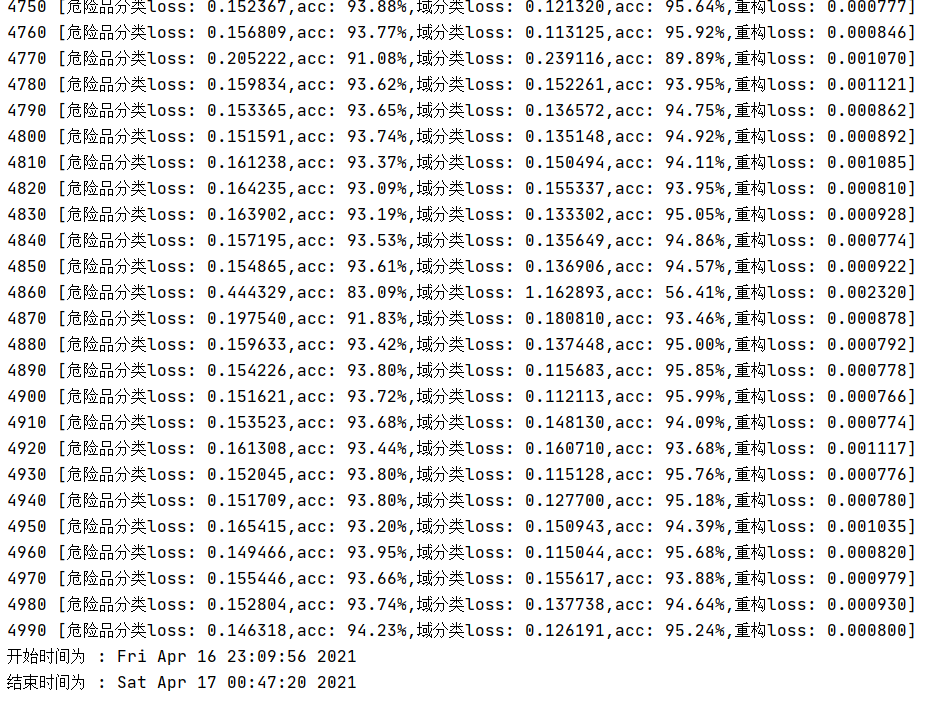 4750 [危险品分类loss: 0.152367,acc: 93.88%,域分类loss: 0.121320,acc: 95.64%,重构loss: 0.000777]
4760 [危险品分类loss: 0.156809,acc: 93.77%,域分类loss: 0.113125,acc: 95.92%,重构loss: 0.000846]
4770 [危险品分类loss: 0.205222,acc: 91.08%,域分类loss: 0.239116,acc: 89.89%,重构loss: 0.001070]
4780 [危险品分类loss: 0.159834,acc: 93.62%,域分类loss: 0.152261,acc: 93.95%,重构loss: 0.001121]
4790 [危险品分类loss: 0.153365,acc: 93.65%,域分类loss: 0.136572,acc: 94.75%,重构loss: 0.000862]
4800 [危险品分类loss: 0.151591,acc: 93.74%,域分类loss: 0.135148,acc: 94.92%,重构loss: 0.000892]
4810 [危险品分类loss: 0.161238,acc: 93.37%,域分类loss: 0.150494,acc: 94.11%,重构loss: 0.001085]
4820 [危险品分类loss: 0.164235,acc: 93.09%,域分类loss: 0.155337,acc: 93.95%,重构loss: 0.000810]
4830 [危险品分类loss: 0.163902,acc: 93.19%,域分类loss: 0.133302,acc: 95.05%,重构loss: 0.000928]
4840 [危险品分类loss: 0.157195,acc: 93.53%,域分类loss: 0.135649,acc: 94.86%,重构loss: 0.000774]
4850 [危险品分类loss: 0.154865,acc: 93.61%,域分类loss: 0.136906,acc: 94.57%,重构loss: 0.000922]
4860 [危险品分类loss: 0.444329,acc: 83.09%,域分类loss: 1.162893,acc: 56.41%,重构loss: 0.002320]
4870 [危险品分类loss: 0.197540,acc: 91.83%,域分类loss: 0.180810,acc: 93.46%,重构loss: 0.000878]
4880 [危险品分类loss: 0.159633,acc: 93.42%,域分类loss: 0.137448,acc: 95.00%,重构loss: 0.000792]
4890 [危险品分类loss: 0.154226,acc: 93.80%,域分类loss: 0.115683,acc: 95.85%,重构loss: 0.000778]
4900 [危险品分类loss: 0.151621,acc: 93.72%,域分类loss: 0.112113,acc: 95.99%,重构loss: 0.000766]
4910 [危险品分类loss: 0.153523,acc: 93.68%,域分类loss: 0.148130,acc: 94.09%,重构loss: 0.000774]
4920 [危险品分类loss: 0.161308,acc: 93.44%,域分类loss: 0.160710,acc: 93.68%,重构loss: 0.001117]
4930 [危险品分类loss: 0.152045,acc: 93.80%,域分类loss: 0.115128,acc: 95.76%,重构loss: 0.000776]
4940 [危险品分类loss: 0.151709,acc: 93.80%,域分类loss: 0.127700,acc: 95.18%,重构loss: 0.000780]
4950 [危险品分类loss: 0.165415,acc: 93.20%,域分类loss: 0.150943,acc: 94.39%,重构loss: 0.001035]
4960 [危险品分类loss: 0.149466,acc: 93.95%,域分类loss: 0.115044,acc: 95.68%,重构loss: 0.000820]
4970 [危险品分类loss: 0.155446,acc: 93.66%,域分类loss: 0.155617,acc: 93.88%,重构loss: 0.000979]
4980 [危险品分类loss: 0.152804,acc: 93.74%,域分类loss: 0.137738,acc: 94.64%,重构loss: 0.000930]
4990 [危险品分类loss: 0.146318,acc: 94.23%,域分类loss: 0.126191,acc: 95.24%,重构loss: 0.000800]
开始时间为 : Fri Apr 16 23:09:56 2021
结束时间为 : Sat Apr 17 00:47:20 2021